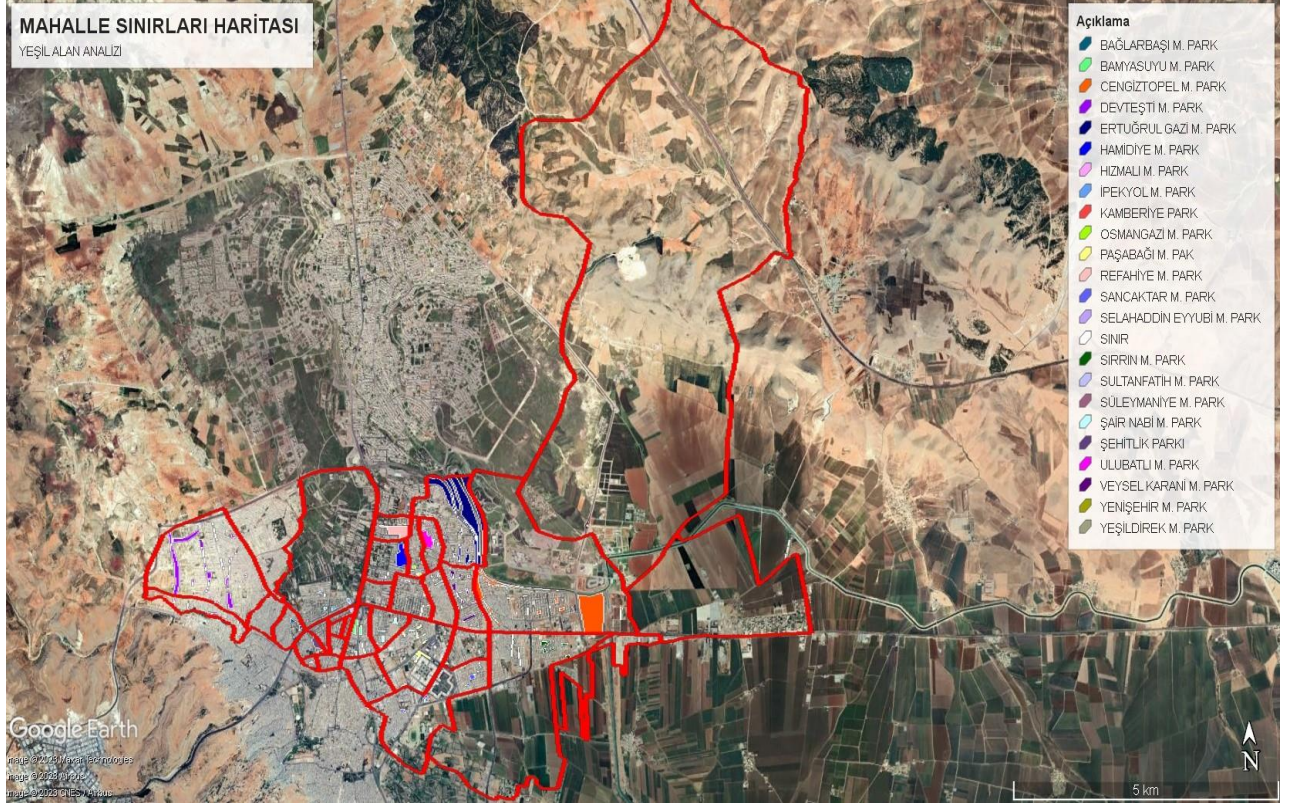 MAHALLE SINIRLARI HARİTASI
YEŞİL ALAN ANALİZİ
Açıklama
BAĞLARBAŞI M. PARK
BAMYASUYU M. PARK
CENGİZTOPEL M. PARK
DEVTEŞTİ M. PARK
ERTUĞRUL GAZİ M. PARK
HAMİDİYE M. PARK
HIZMALI M. PARK
İPEKYOL M. PARK
KAMBERİYE PARK
OSMANGAZİ M. PARK
PAŞABAĞI M. PAK
REFAHİYE M. PARK
SANCAKTAR M. PARK
SELAHADDİN EYYUBİ M. PARK
SINIR
SIRRIN M. PARK
SULTANFATİH M. PARK
SÜLEYMANİYE M. PARK
ŞAİR NABİ M. PARK
ŞEHİTLİK PARKI
ULUBATLI M. PARK
VEYSEL KARANİ M. PARK
YENİŞEHİR M. PARK
YEŞİLDİREK M. PARK
Google Earth
Image © 2023 Maxar Technologies
Image © 2023 Airbus
Image © 2023 CNES / Airbus
N
5 km